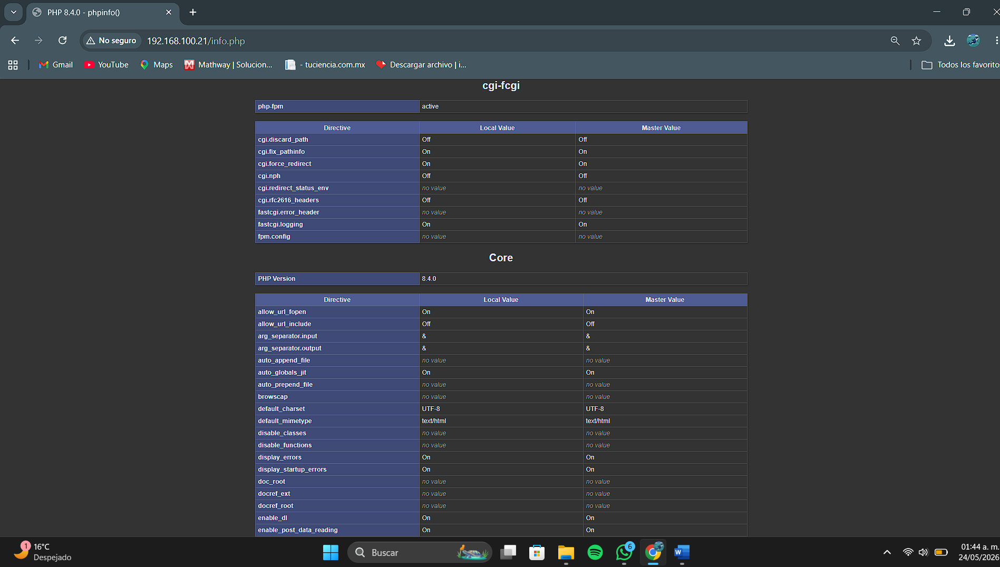 PHP 8.4.0 - phpinfo()
No seguro 192.168.100.21/info.php
Gmail YouTube Maps Mathway | Solucion... - tuciencia.com.mx Descargar archivo | i... Todos los favorito
cgi-fcgi
php-fpm active
Directive Local Value Master Value
cgi.discard_path Off Off
cgi.fix_pathinfo On On
cgi.force_redirect On On
cgi.nph Off Off
cgi.redirect_status_env no value no value
cgi.rfc2616_headers Off Off
fastcgi.error_header no value no value
fastcgi.logging On On
fpm.config no value no value
Core
PHP Version 8.4.0
Directive Local Value Master Value
allow_url_fopen On On
allow_url_include Off Off
arg_separator.input & &
arg_separator.output & &
auto_append_file no value no value
auto_globals_jit On On
auto_prepend_file no value no value
browscap no value no value
default_charset UTF-8 UTF-8
default_mimetype text/html text/html
disable_classes no value no value
disable_functions no value no value
display_errors On On
display_startup_errors On On
doc_root no value no value
docref_ext no value no value
docref_root no value no value
enable_dl On On
enable_post_data_reading On On
1 16°C
Despejado
Buscar
6
W
01:44 a. m.
24/05/2026